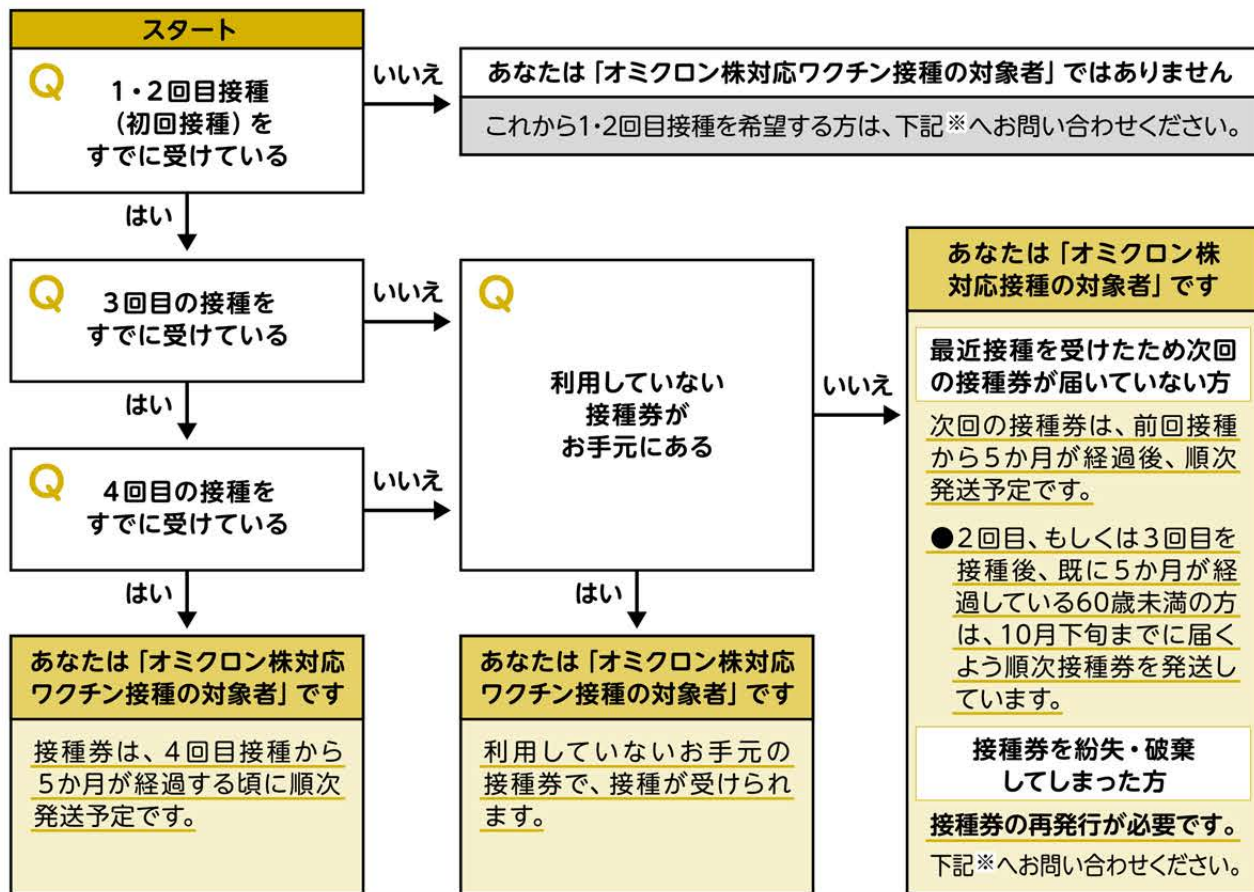 スタート
Q
1・2回目接種
(初回接種)を
すでに受けている
いいえ
あなたは「オミクロン株対応ワクチン接種の対象者」ではありません
これから1・2回目接種を希望する方は、下記※へお問い合わせください。
はい
Q
3回目の接種を
すでに受けている
いいえ
はい
Q
4回目の接種を
すでに受けている
いいえ
はい
あなたは「オミクロン株対応
ワクチン接種の対象者」です
接種券は、4回目接種から
5か月が経過する頃に順次
発送予定です。
Q
利用していない
接種券が
お手元にある
いいえ
はい
あなたは「オミクロン株対応
ワクチン接種の対象者」です
利用していないお手元の
接種券で、接種が受けられ
ます。
あなたは「オミクロン株
対応接種の対象者」です
最近接種を受けたため次回
の接種券が届いていない方
次回の接種券は、前回接種
から5か月が経過後、順次
発送予定です。
●2回目、もしくは3回目を
接種後、既に5か月が経
過している60歳未満の方
は、10月下旬までに届く
よう順次接種券を発送し
ています。
接種券を紛失・破棄
してしまった方
接種券の再発行が必要です。
下記※へお問い合わせください。